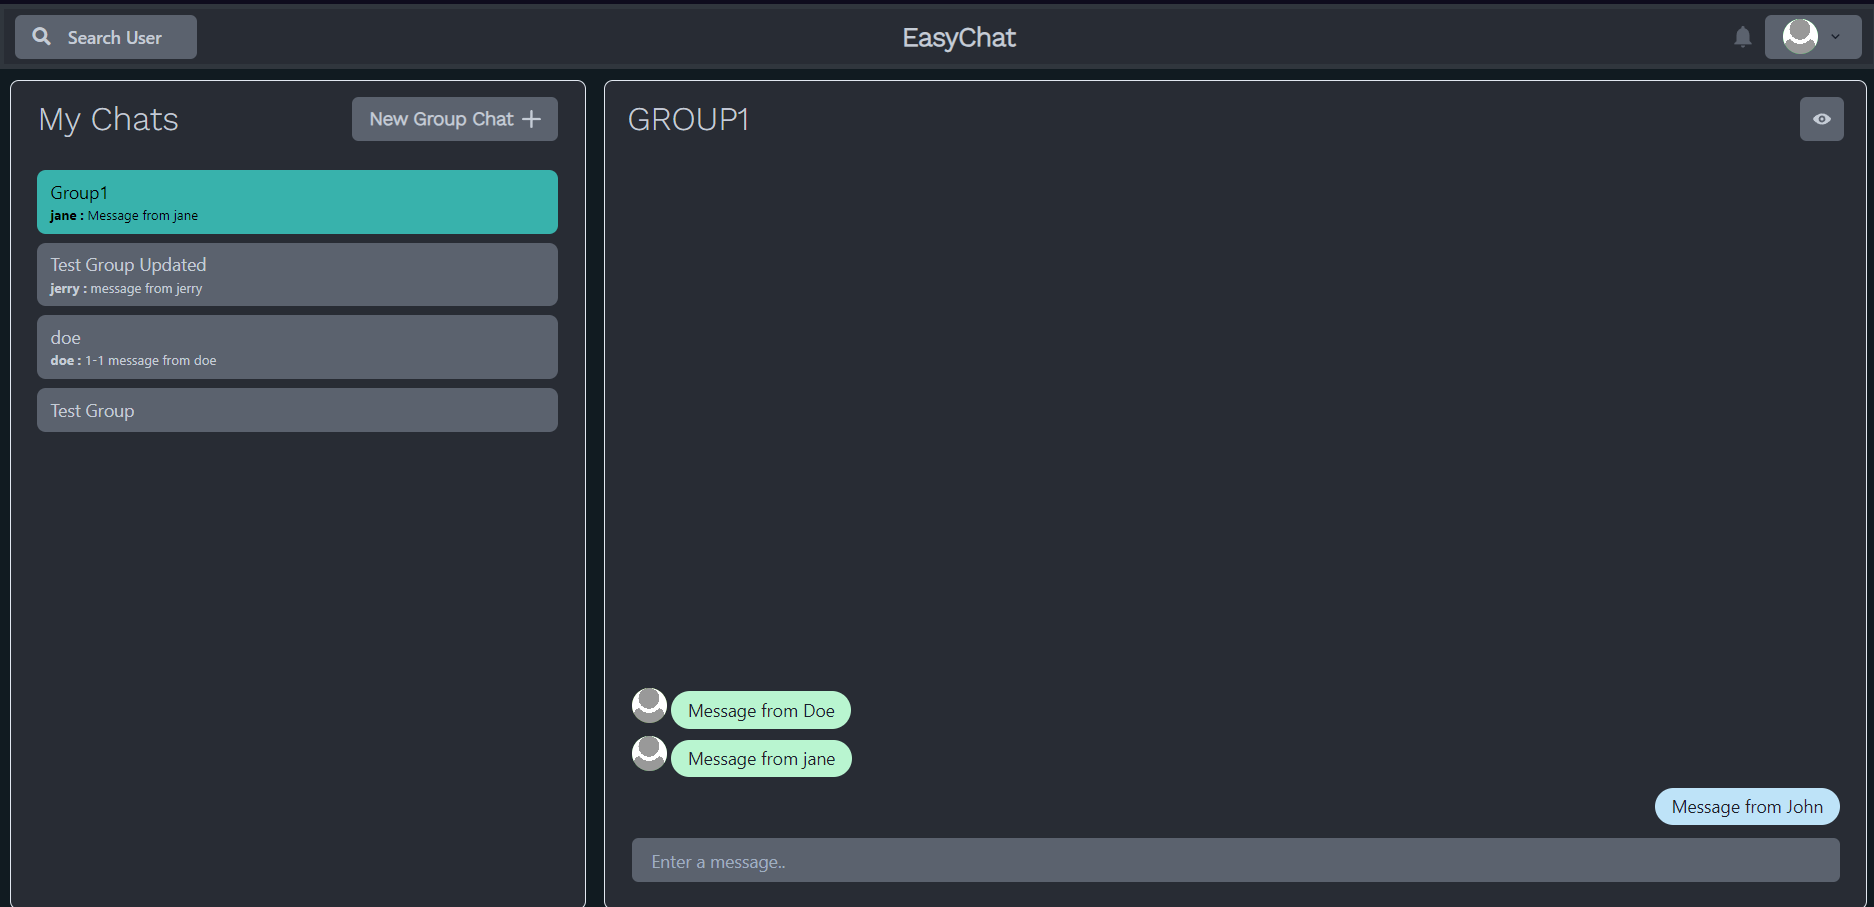 Search User
EasyChat
My Chats
New Group Chat
Group1
jane : Message from jane
Test Group Updated
jerry : message from jerry
doe
doe : 1-1 message from doe
Test Group
GROUP1
Message from Doe
Message from jane
Message from John
Enter a message..